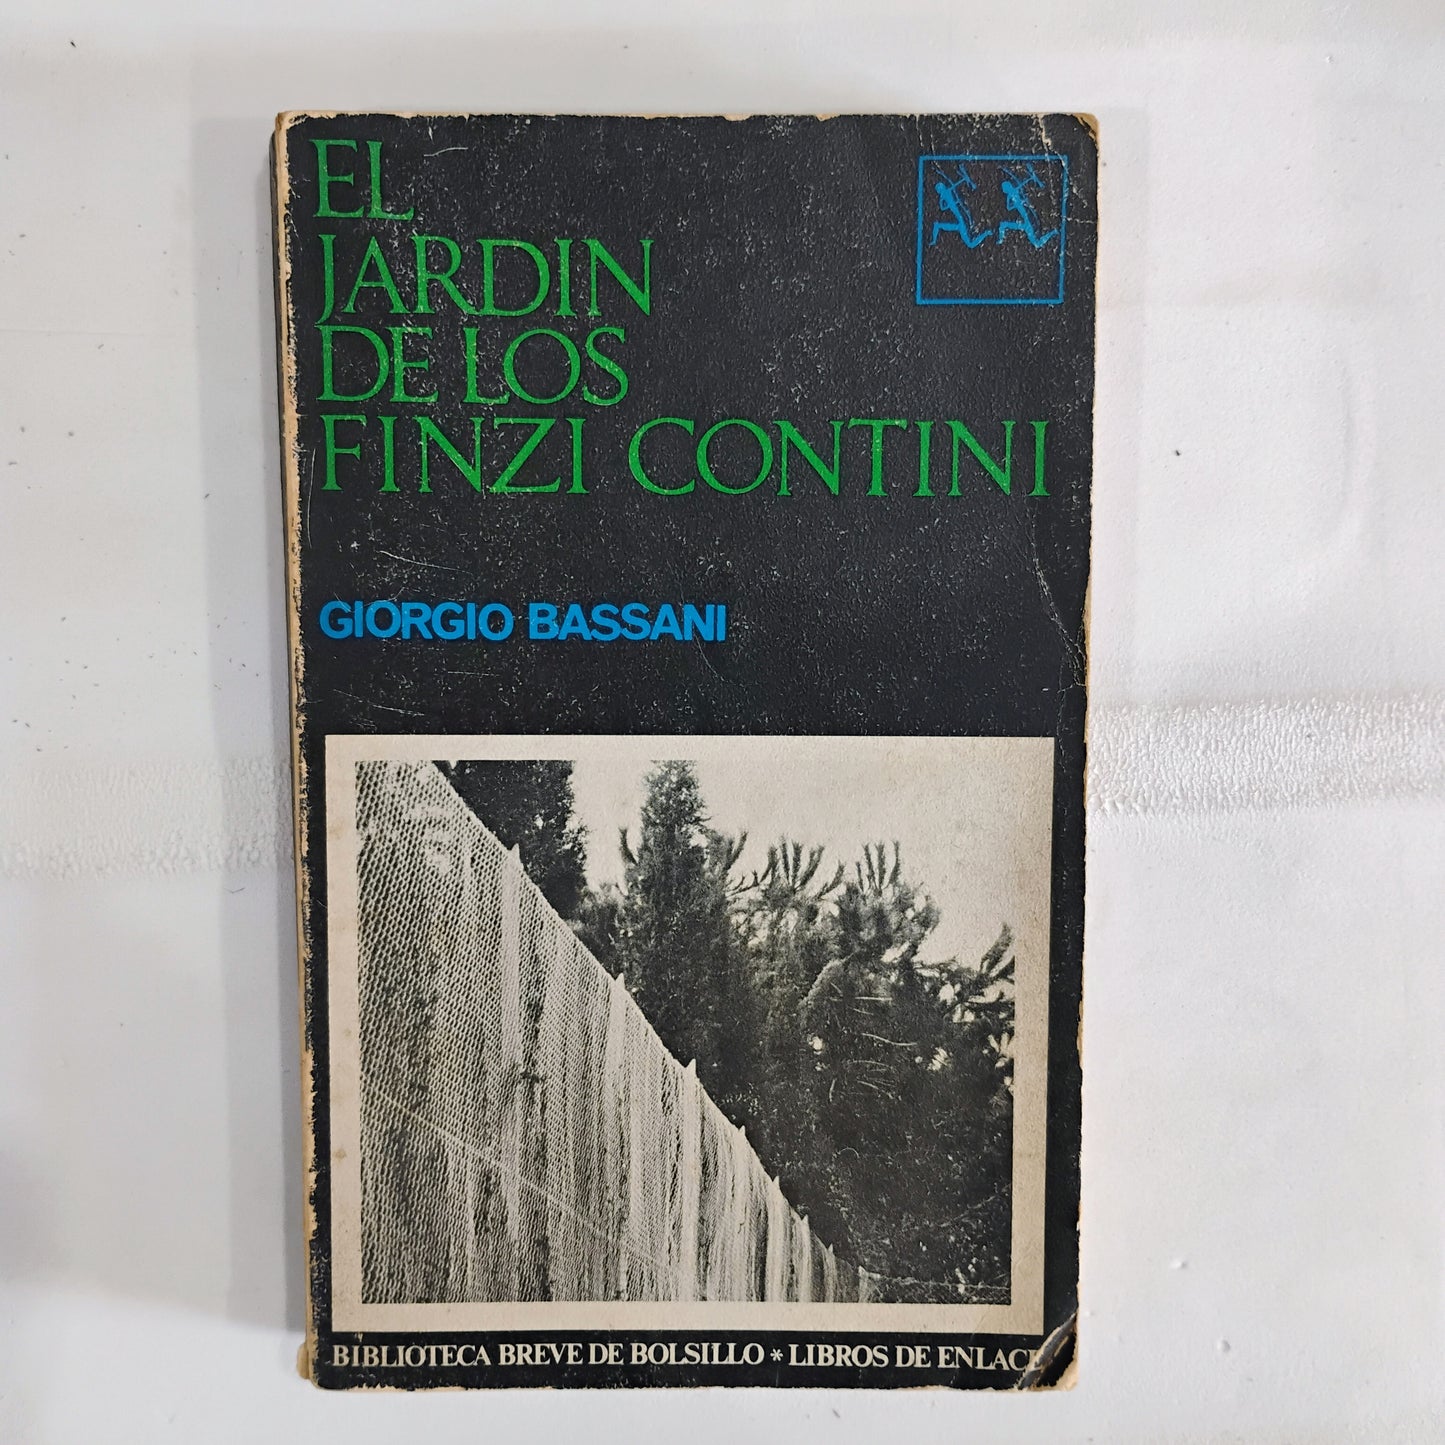 EL
JARDIN
DE LOS
FINZI CONTINI
GIORGIO BASSANI
BIBLIOTECA BREVE DE BOLSILLO * LIBROS DE ENLACE